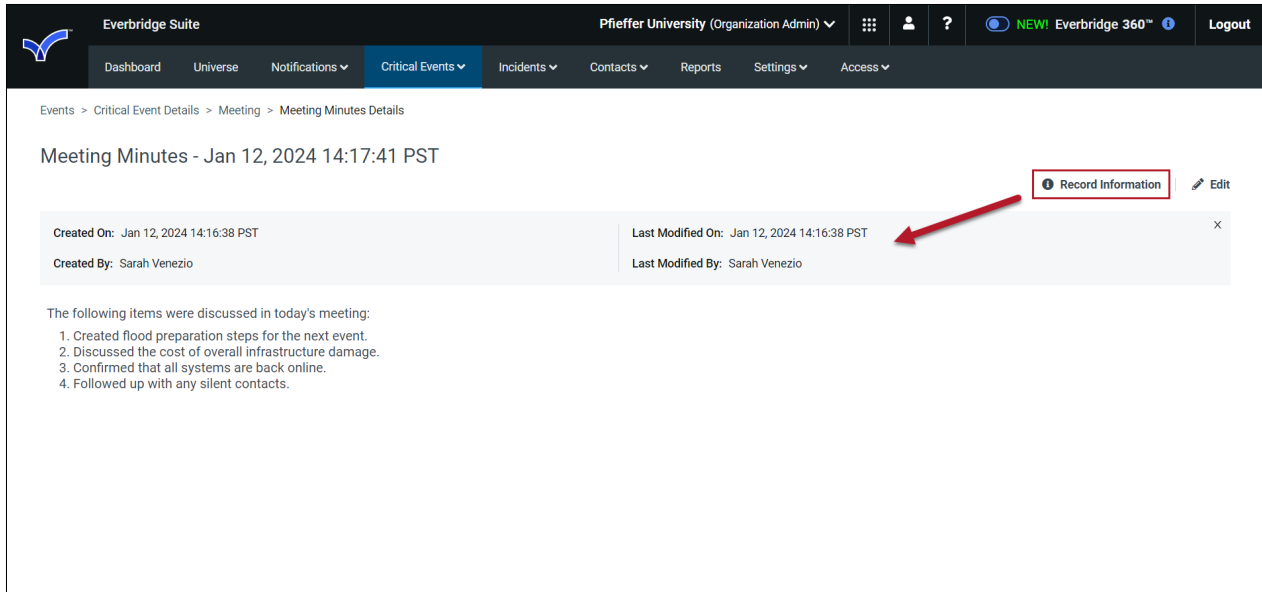 Everbridge Suite
Pfieffer University (Organization Admin)
?
NEW! Everbridge 360™
Logout
Dashboard
Universe
Notifications
Critical Events
Incidents
Contacts
Reports
Settings
Access
Events > Critical Event Details > Meeting > Meeting Minutes Details
Meeting Minutes - Jan 12, 2024 14:17:41 PST
Record Information
Edit
Created On: Jan 12, 2024 14:16:38 PST
Last Modified On: Jan 12, 2024 14:16:38 PST
X
Created By: Sarah Venezio
Last Modified By: Sarah Venezio
The following items were discussed in today's meeting:
1. Created flood preparation steps for the next event.
2. Discussed the cost of overall infrastructure damage.
3. Confirmed that all systems are back online.
4. Followed up with any silent contacts.